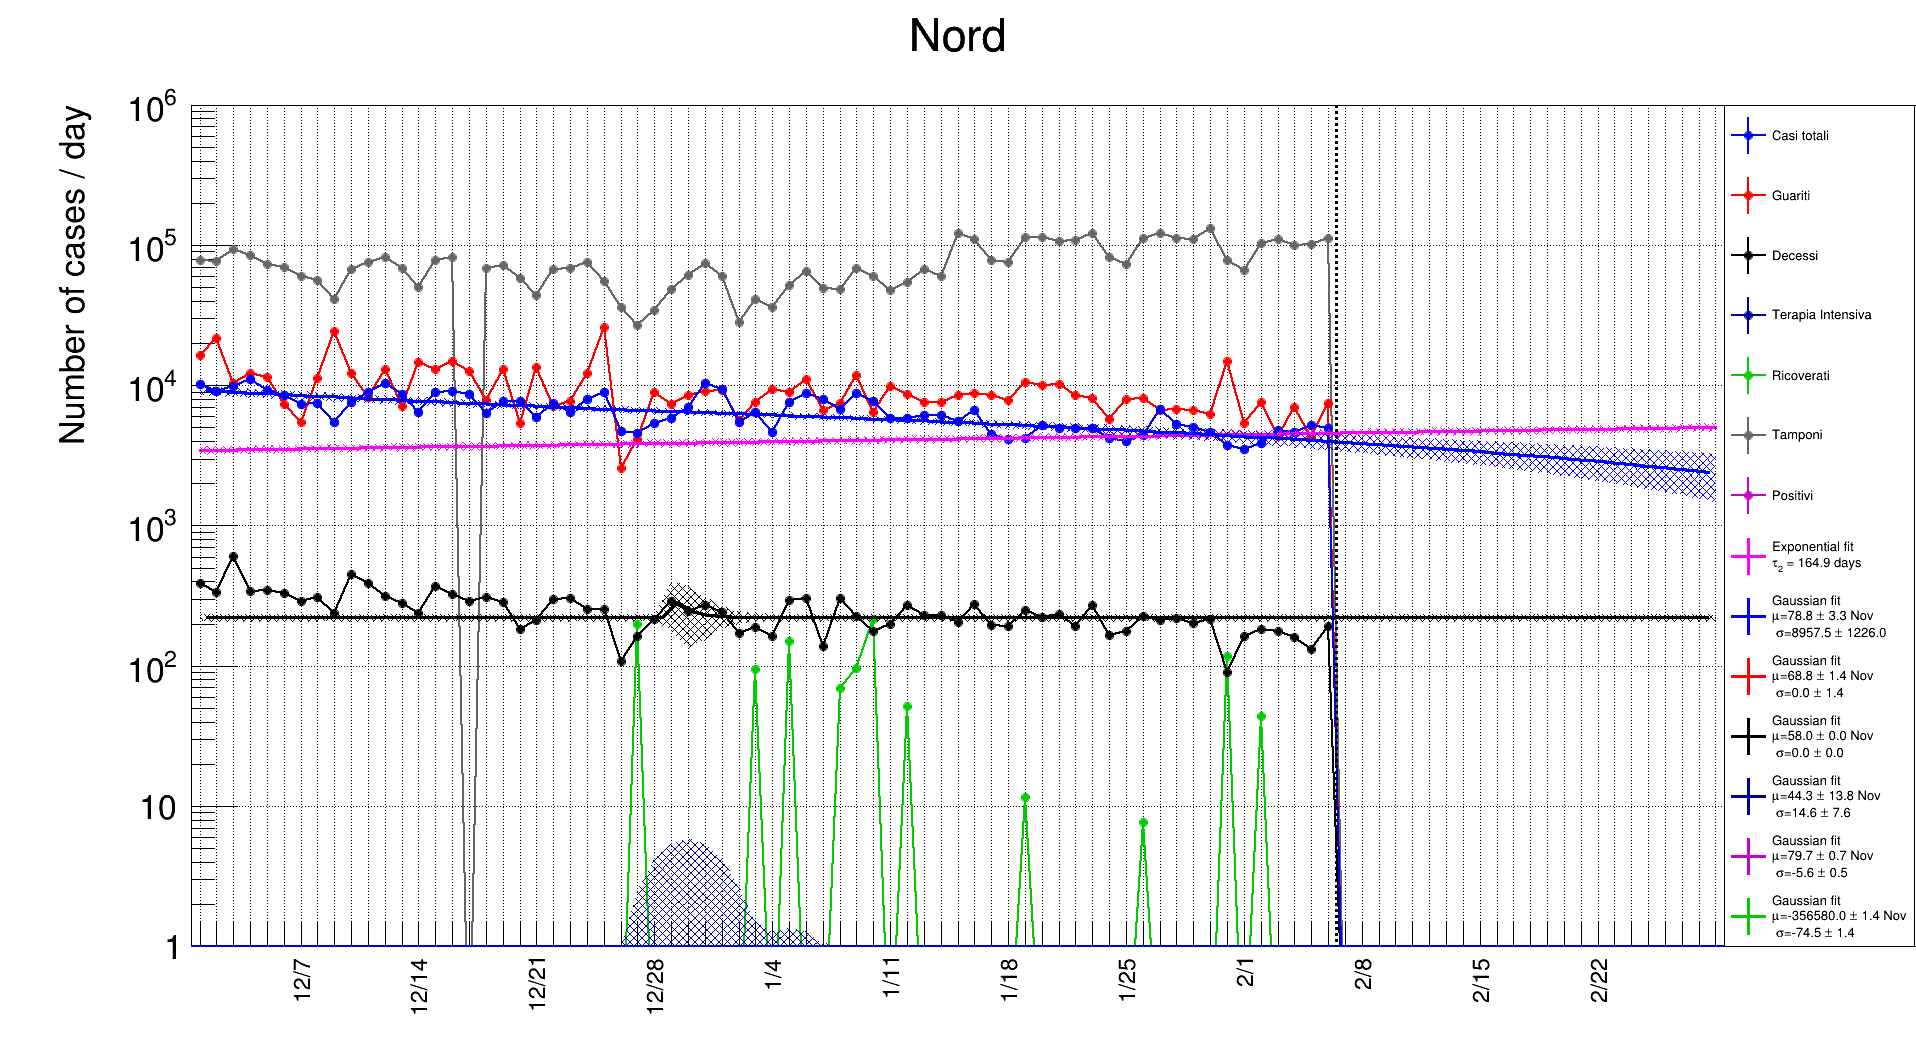 Nord
Number of cases / day
10^6
10^5
10^4
10^3
10^2
10
1
12/7
12/14
12/21
12/28
1/4
1/11
1/18
1/25
2/1
2/8
2/15
2/22
Casi totali
Guariti
Decessi
Terapia Intensiva
Ricoverati
Tamponi
Positivi
Exponential fit
τ_2 = 164.9 days
Gaussian fit
μ=78.8 ± 3.3 Nov
σ=8957.5 ± 1226.0
Gaussian fit
μ=68.8 ± 1.4 Nov
σ=0.0 ± 1.4
Gaussian fit
μ=58.0 ± 0.0 Nov
σ=0.0 ± 0.0
Gaussian fit
μ=44.3 ± 13.8 Nov
σ=14.6 ± 7.6
Gaussian fit
μ=79.7 ± 0.7 Nov
σ=-5.6 ± 0.5
Gaussian fit
μ=-356580.0 ± 1.4 Nov
σ=-74.5 ± 1.4